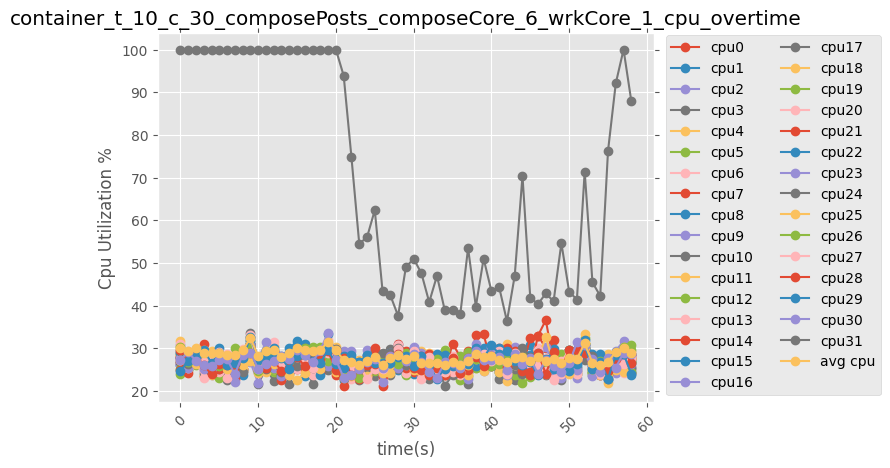 container_t_10_c_30_composePosts_composeCore_6_wrkCore_1_cpu_overtime
100
90
80
70
60
50
40
30
20
Cpu Utilization %
0
10
20
30
40
50
60
time(s)
cpu0
cpu1
cpu2
cpu3
cpu4
cpu5
cpu6
cpu7
cpu8
cpu9
cpu10
cpu11
cpu12
cpu13
cpu14
cpu15
cpu16
cpu17
cpu18
cpu19
cpu20
cpu21
cpu22
cpu23
cpu24
cpu25
cpu26
cpu27
cpu28
cpu29
cpu30
cpu31
avg cpu